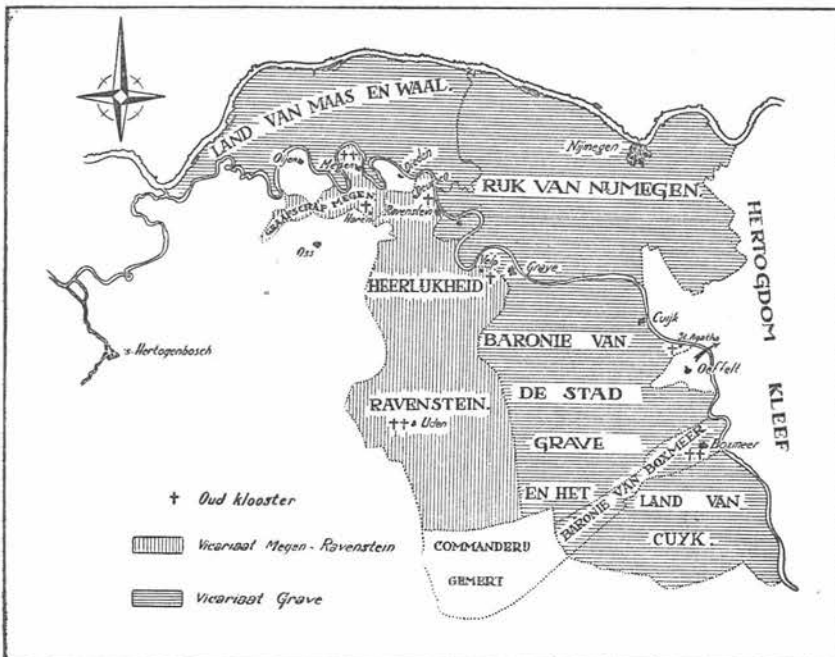 LAND VAN MAAS EN WAAL.
Nijmegen
Oijen
Megen
GRAAFSCHAP MEGEN
Haren
Ravenstein
RIJK VAN NIJMEGEN.
Oss
HERTOGDOM KLEEF
Velp
Grave
HEERLIJKHEID
RAVENSTEIN.
Uden
Cuijk
St. Agatha
Oeffelt
's-Hertogenbosch
BARONIE VAN
DE STAD
GRAVE
EN HET
LAND VAN
CUYK.
BARONIE VAN BOXMEER
Boxmeer
COMMANDERIJ
GEMERT
Oud klooster
Vicariaat Megen - Ravenstein
Vicariaat Grave